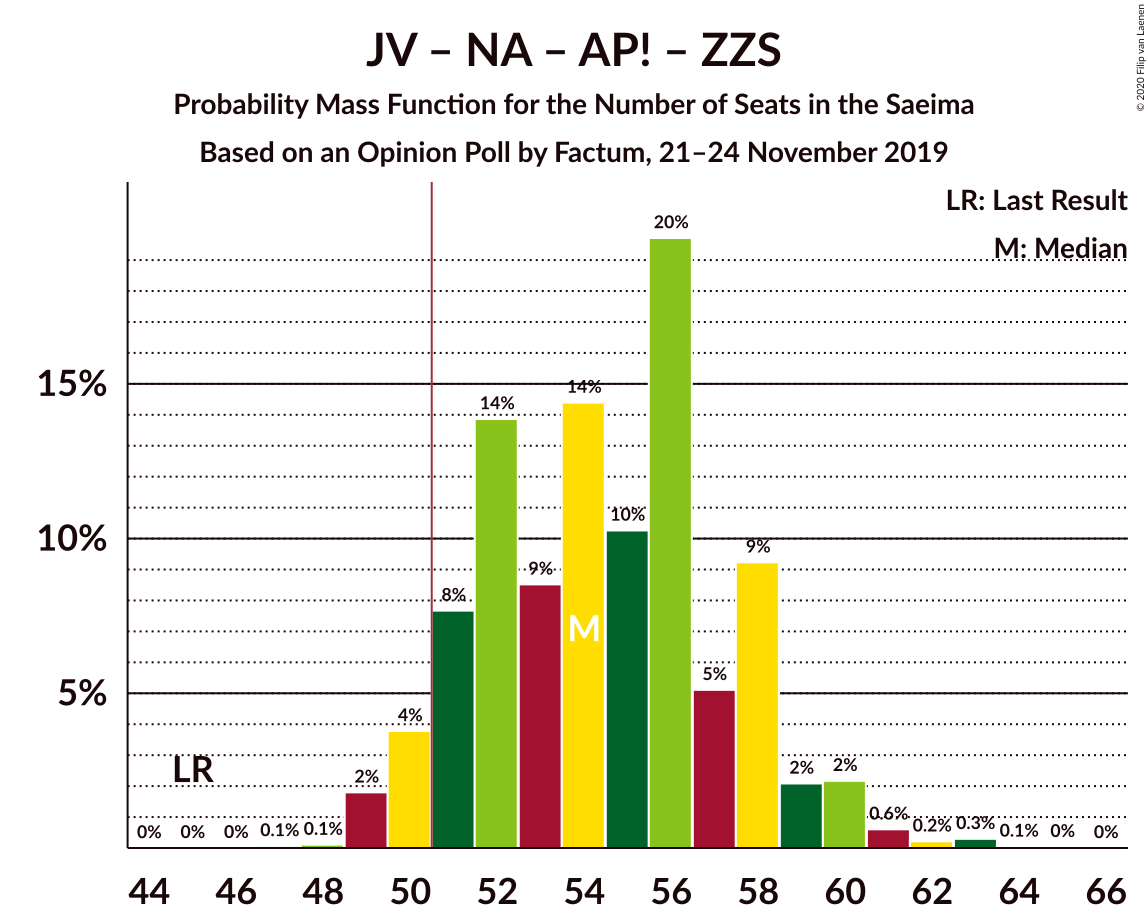 JV – NA – AP! – ZZS
Probability Mass Function for the Number of Seats in the Saeima
Based on an Opinion Poll by Factum, 21–24 November 2019
© 2020 Filip van Laenen
LR: Last Result
M: Median
15%
10%
5%
LR
M
0%
0%
0%
0.1%
0.1%
2%
4%
8%
14%
9%
14%
10%
20%
5%
9%
2%
2%
0.6%
0.2%
0.3%
0.1%
0%
0%
44 46 48 50 52 54 56 58 60 62 64 66